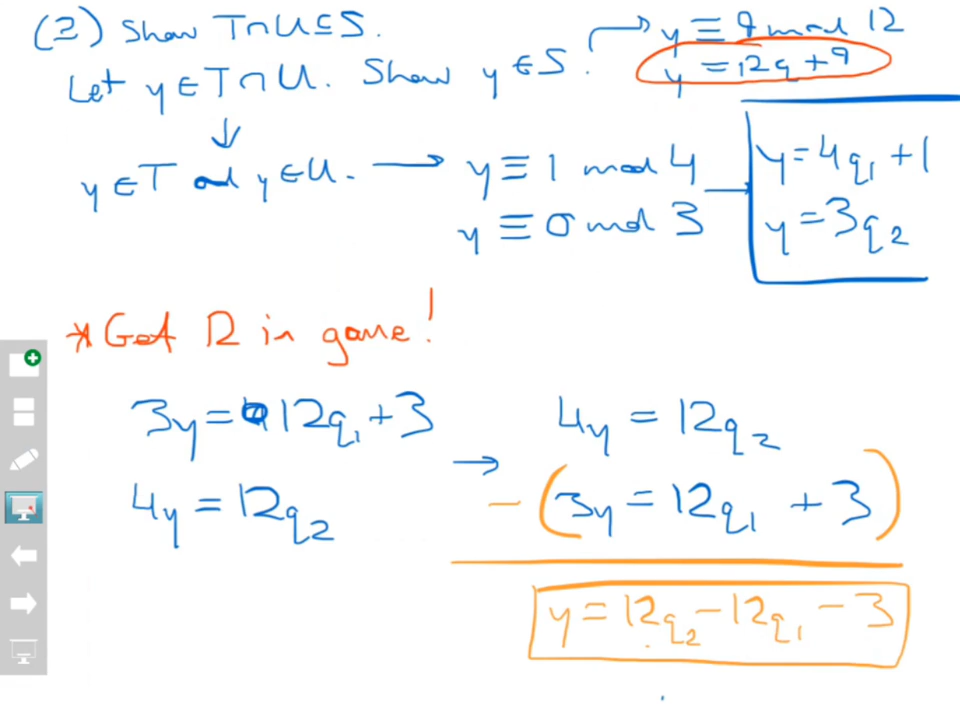 (2) Show T∩U⊆S.
→ y ≡ 9 mod 12
Let y∈T∩U. Show y∈S.
y = 12q + 9
↓
y∈T and y∈U. → y ≡ 1 mod 4 → y = 4q₁ + 1
y ≡ 0 mod 3 y = 3q₂
*Get 12 in game!
3y = 12q₁ + 3 4y = 12q₂
→
4y = 12q₂ - (3y = 12q₁ + 3)
y = 12q₂ - 12q₁ - 3